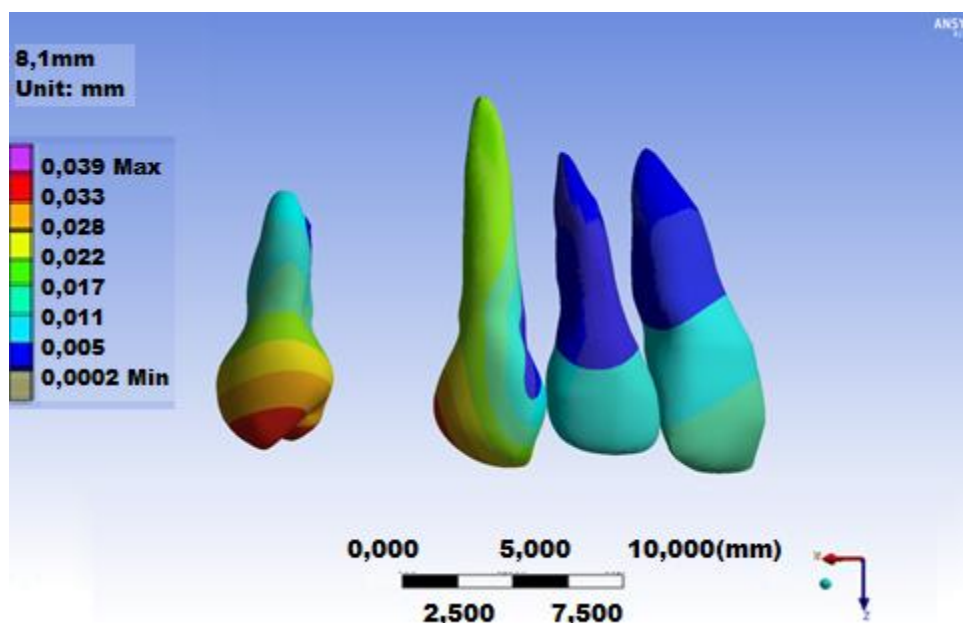 ANSY
8,1mm
Unit: mm
0,039 Max
0,033
0,028
0,022
0,017
0,011
0,005
0,0002 Min
0,000 5,000 10,000(mm)
2,500 7,500
X
Z